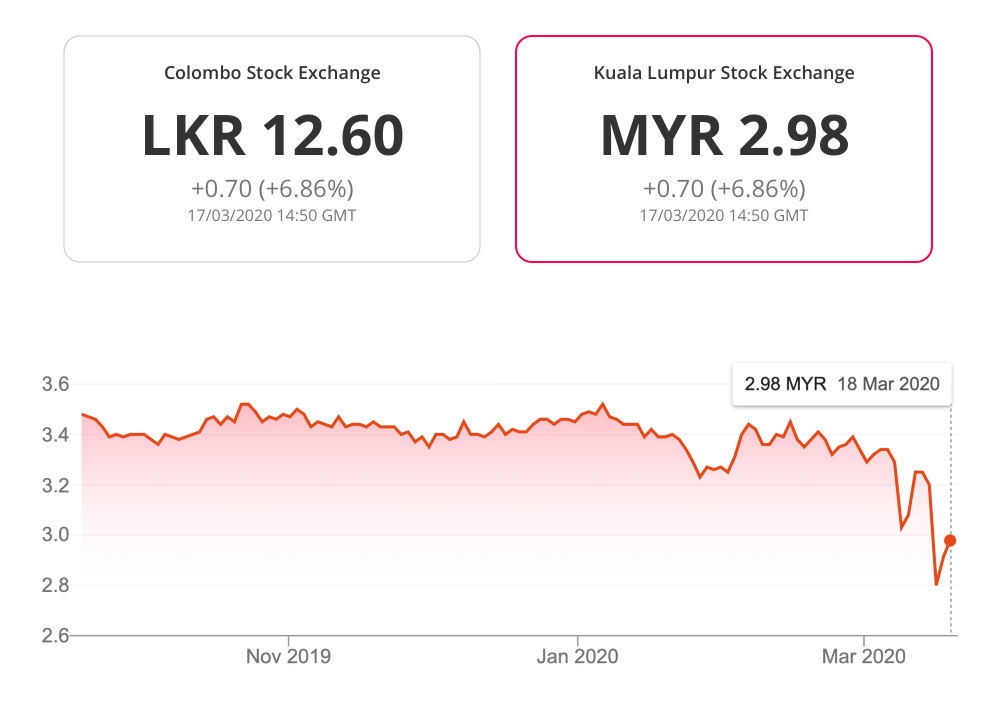 Colombo Stock Exchange
LKR 12.60
+0.70 (+6.86%)
17/03/2020 14:50 GMT
Kuala Lumpur Stock Exchange
MYR 2.98
+0.70 (+6.86%)
17/03/2020 14:50 GMT
2.98 MYR 18 Mar 2020
3.6
3.4
3.2
3.0
2.8
2.6
Nov 2019 Jan 2020 Mar 2020